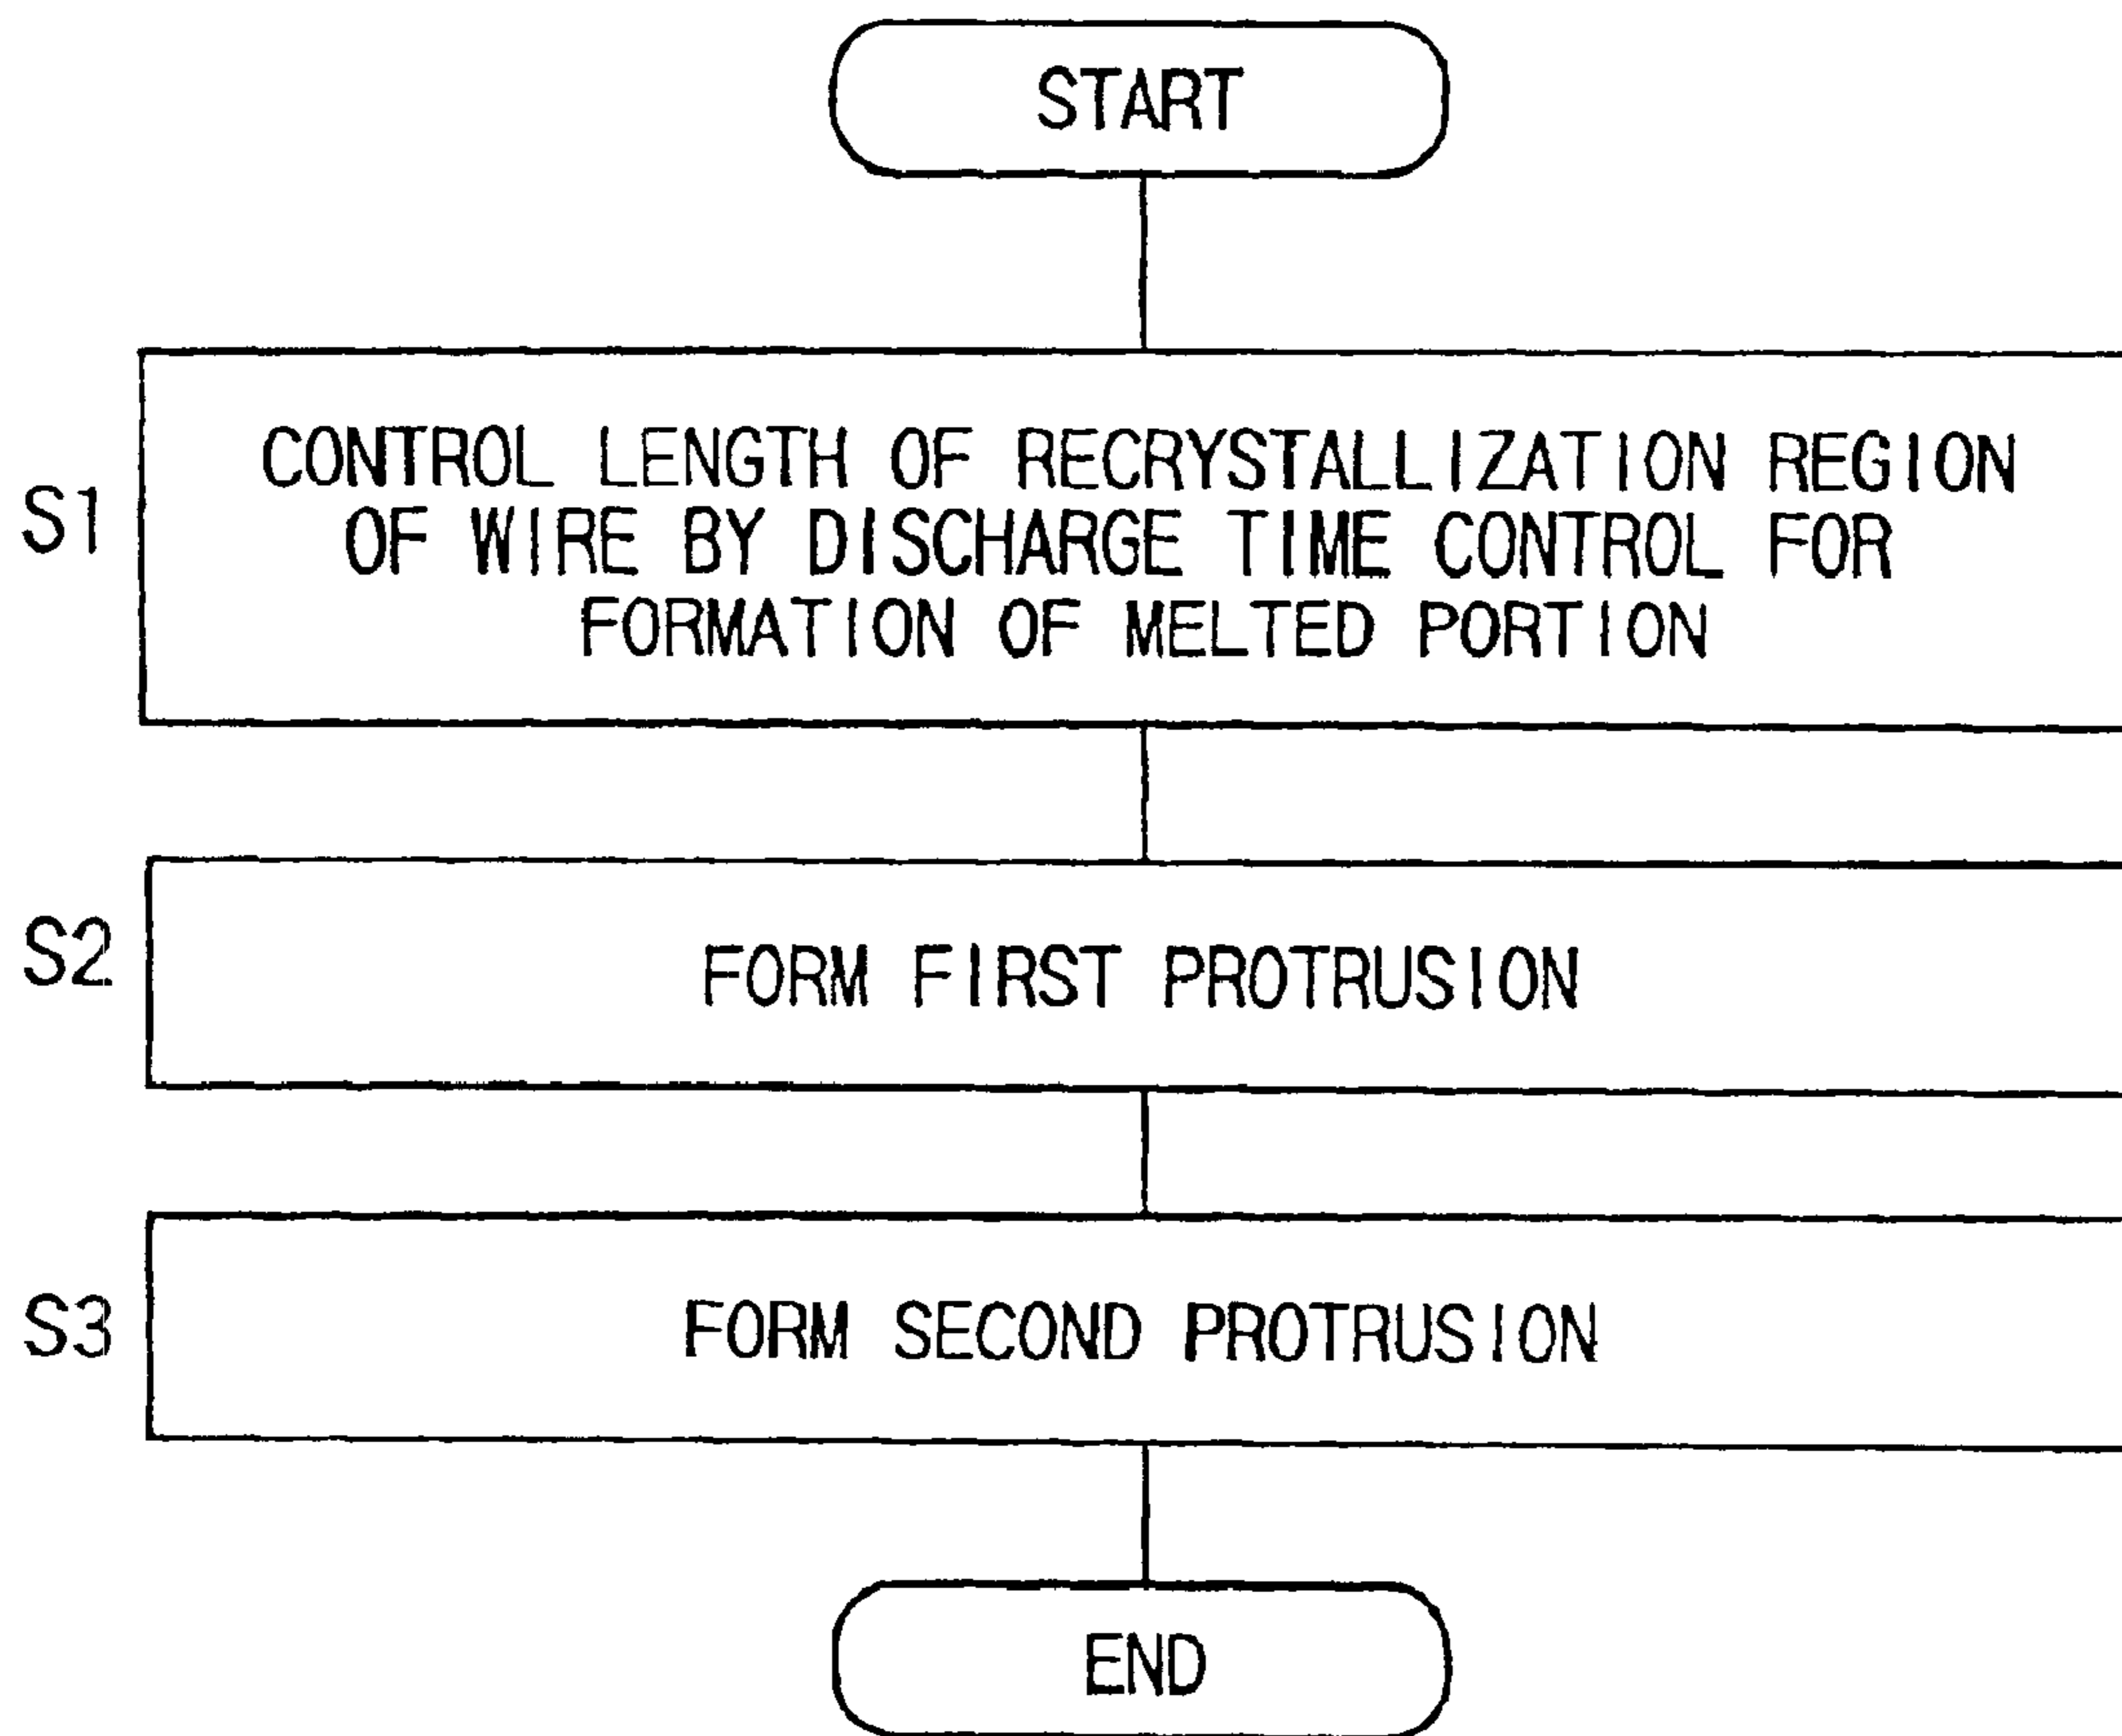 START
S1
CONTROL LENGTH OF RECRYSTALLIZATION REGION
OF WIRE BY DISCHARGE TIME CONTROL FOR
FORMATION OF MELTED PORTION
S2
FORM FIRST PROTRUSION
S3
FORM SECOND PROTRUSION
END